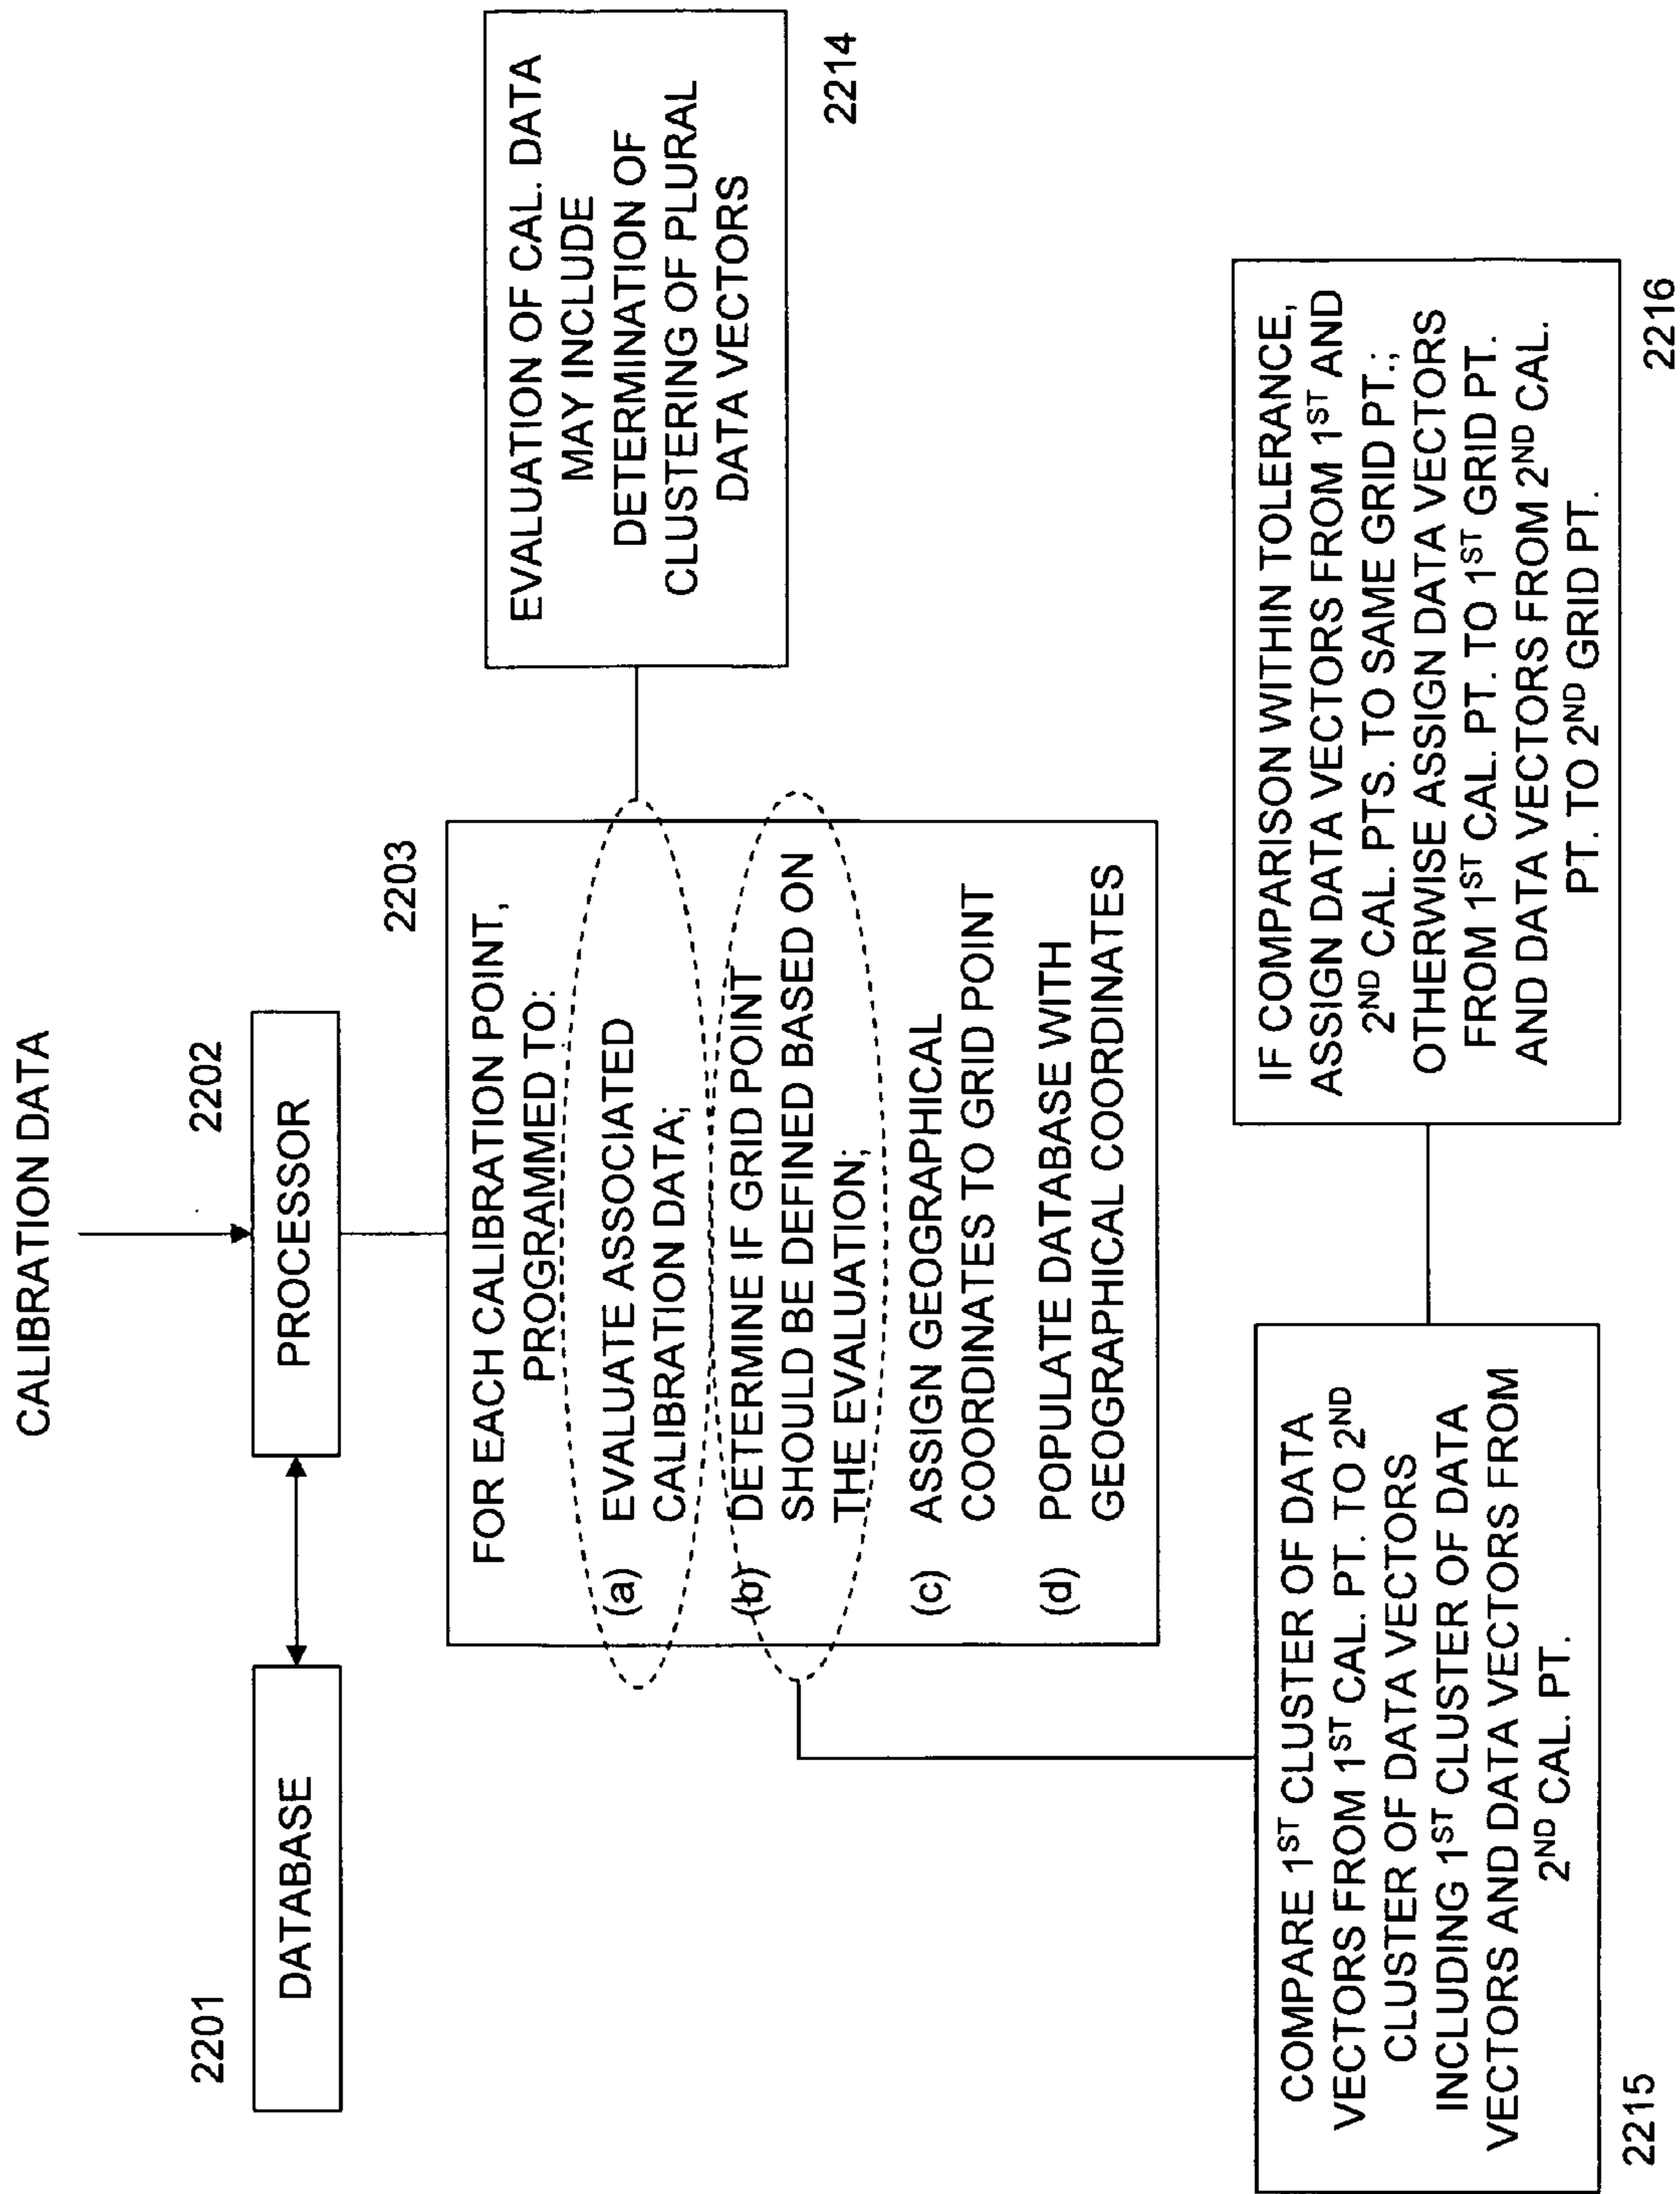 CALIBRATION DATA
2201
DATABASE
2202
PROCESSOR
2203
FOR EACH CALIBRATION POINT,
PROGRAMMED TO:
(a) EVALUATE ASSOCIATED
CALIBRATION DATA;
(b) DETERMINE IF GRID POINT
SHOULD BE DEFINED BASED ON
THE EVALUATION;
(c) ASSIGN GEOGRAPHICAL
COORDINATES TO GRID POINT
(d) POPULATE DATABASE WITH
GEOGRAPHICAL COORDINATES
EVALUATION OF CAL. DATA
MAY INCLUDE
DETERMINATION OF
CLUSTERING OF PLURAL
DATA VECTORS
2214
COMPARE 1ST CLUSTER OF DATA
VECTORS FROM 1ST CAL. PT. TO 2ND
CLUSTER OF DATA VECTORS
INCLUDING 1ST CLUSTER OF DATA
VECTORS AND DATA VECTORS FROM
2ND CAL. PT.
2215
IF COMPARISON WITHIN TOLERANCE,
ASSIGN DATA VECTORS FROM 1ST AND
2ND CAL. PTS. TO SAME GRID PT.;
OTHERWISE ASSIGN DATA VECTORS
FROM 1ST CAL. PT. TO 1ST GRID PT.
AND DATA VECTORS FROM 2ND CAL.
PT. TO 2ND GRID PT.
2216